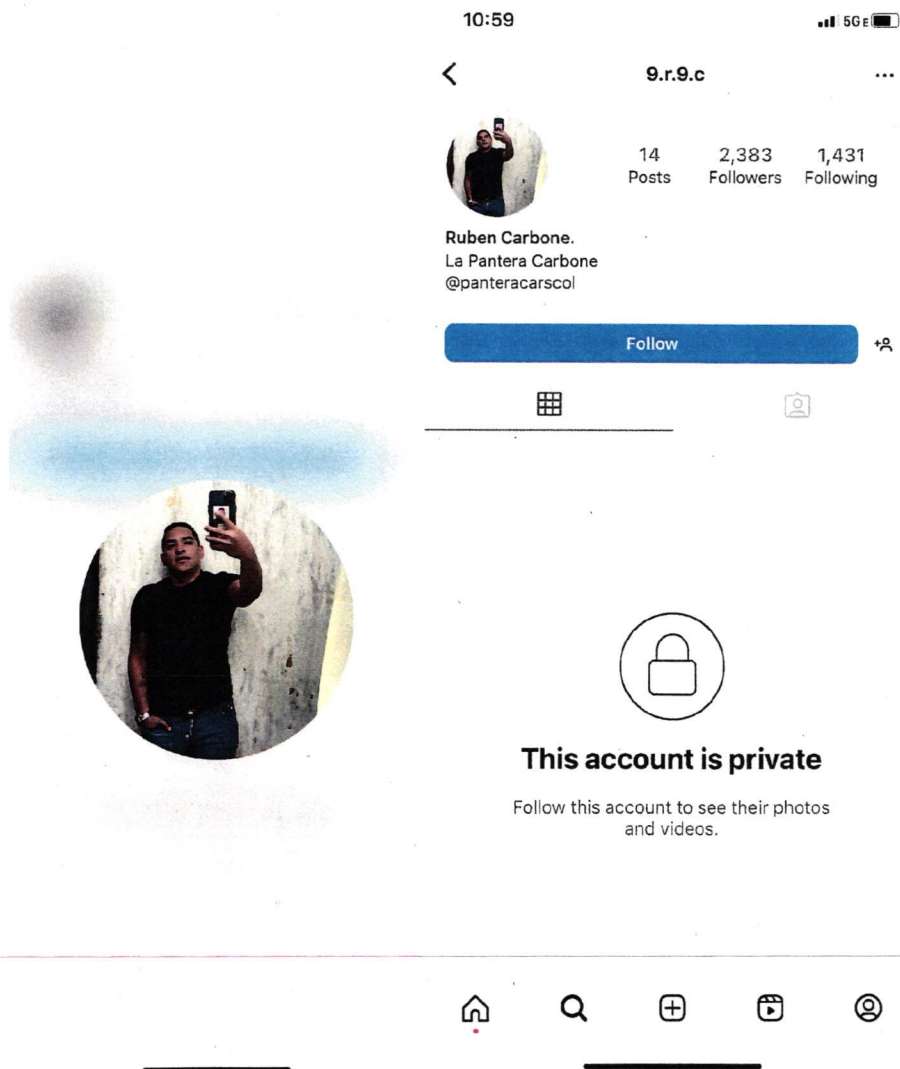 10:59
5GE
9.r.9.c
14
2,383
1,431
Posts
Followers
Following
Ruben Carbone.
La Pantera Carbone
@panteracarscol
Follow
This account is private
Follow this account to see their photos
and videos.